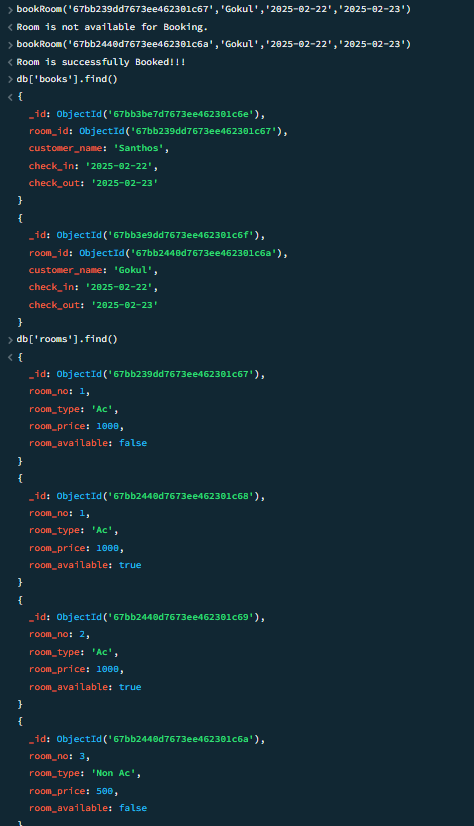 > bookRoom('67bb239dd7673ee462301c67','Gokul','2025-02-22','2025-02-23')
< Room is not available for Booking.
> bookRoom('67bb2440d7673ee462301c6a','Gokul','2025-02-22','2025-02-23')
< Room is successfully Booked!!!
> db['books'].find()
< {
_id: ObjectId('67bb3be7d7673ee462301c6e'),
room_id: ObjectId('67bb239dd7673ee462301c67'),
customer_name: 'Santhos',
check_in: '2025-02-22',
check_out: '2025-02-23'
}
{
_id: ObjectId('67bb3e9dd7673ee462301c6f'),
room_id: ObjectId('67bb2440d7673ee462301c6a'),
customer_name: 'Gokul',
check_in: '2025-02-22',
check_out: '2025-02-23'
}
> db['rooms'].find()
< {
_id: ObjectId('67bb239dd7673ee462301c67'),
room_no: 1,
room_type: 'Ac',
room_price: 1000,
room_available: false
}
{
_id: ObjectId('67bb2440d7673ee462301c68'),
room_no: 1,
room_type: 'Ac',
room_price: 1000,
room_available: true
}
{
_id: ObjectId('67bb2440d7673ee462301c69'),
room_no: 2,
room_type: 'Ac',
room_price: 1000,
room_available: true
}
{
_id: ObjectId('67bb2440d7673ee462301c6a'),
room_no: 3,
room_type: 'Non Ac',
room_price: 500,
room_available: false
}